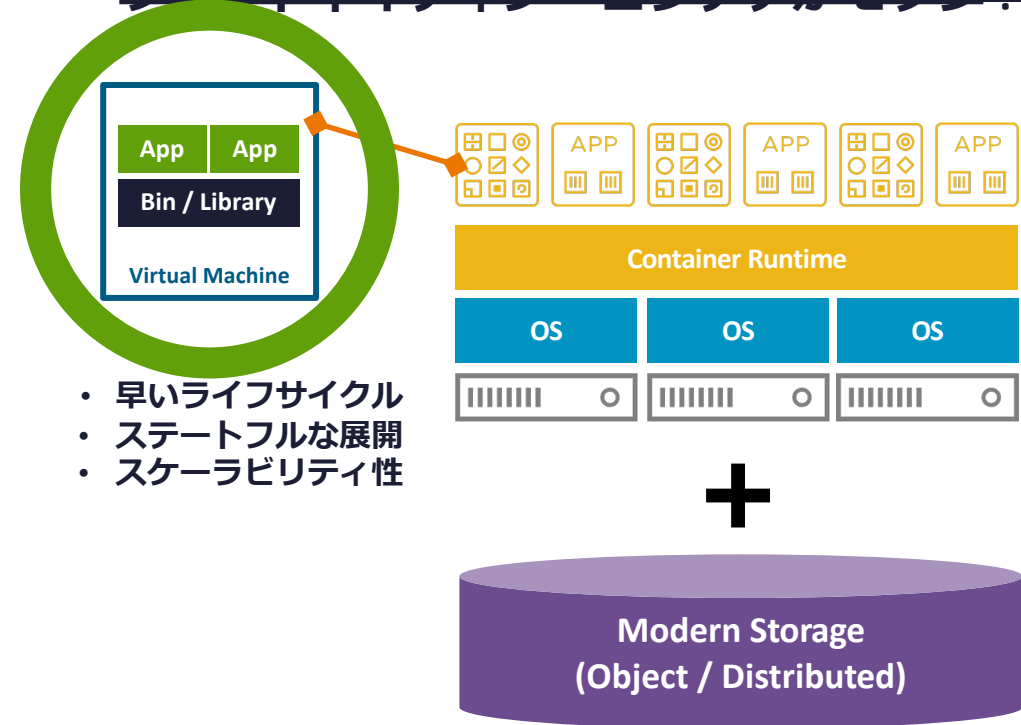 App App
Bin / Library
Virtual Machine
・ 早いライフサイクル
・ ステートフルな展開
・ スケーラビリティ性
APP APP APP
Container Runtime
OS OS OS
+
Modern Storage
(Object / Distributed)